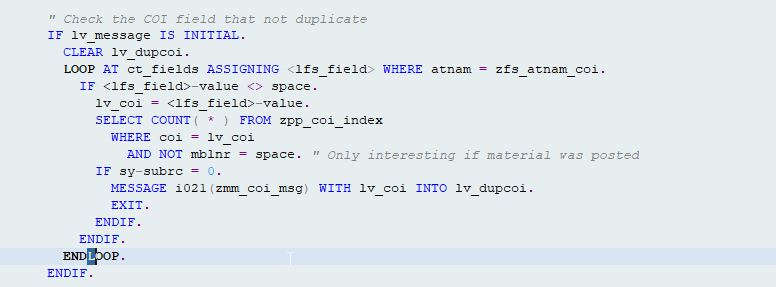 " Check the COI field that not duplicate
IF lv_message IS INITIAL.
CLEAR lv_dupcoi.
LOOP AT ct_fields ASSIGNING <lfs_field> WHERE atnam = zfs_atnam_coi.
IF <lfs_field>-value <> space.
lv_coi = <lfs_field>-value.
SELECT COUNT( * ) FROM zpp_coi_index
WHERE coi = lv_coi
AND NOT mblnr = space. " Only interesting if material was posted
IF sy-subrc = 0.
MESSAGE i021(zmm_coi_msg) WITH lv_coi INTO lv_dupcoi.
EXIT.
ENDIF.
ENDIF.
ENDLOOP.
ENDIF.